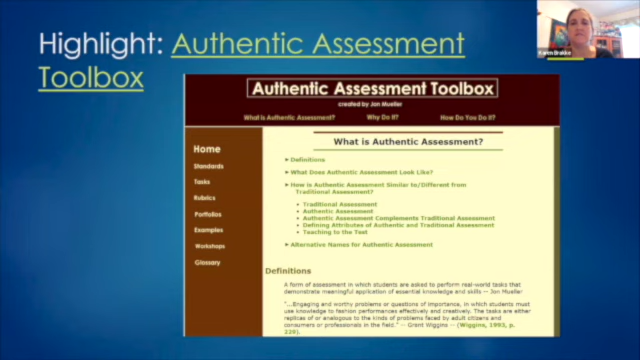 Highlight: Authentic Assessment
Toolbox
Karen Brakke
Authentic Assessment Toolbox
created by Jon Mueller
What is Authentic Assessment?
Why Do It?
How Do You Do It?
Home
Standards
Tasks
Rubrics
Portfolios
Examples
Workshops
Glossary
What is Authentic Assessment?
Definitions
What Does Authentic Assessment Look Like?
How is Authentic Assessment Similar to/Different from
Traditional Assessment?
Traditional Assessment
Authentic Assessment
Authentic Assessment Complements Traditional Assessment
Defining Attributes of Authentic and Traditional Assessment
Teaching to the Test
Alternative Names for Authentic Assessment
Definitions
A form of assessment in which students are asked to perform real-world tasks that
demonstrate meaningful application of essential knowledge and skills -- Jon Mueller
"...Engaging and worthy problems or questions of importance, in which students must
use knowledge to fashion performances effectively and creatively. The tasks are either
replicas of or analogous to the kinds of problems faced by adult citizens and
consumers or professionals in the field." -- Grant Wiggins -- (Wiggins, 1993, p.
229).